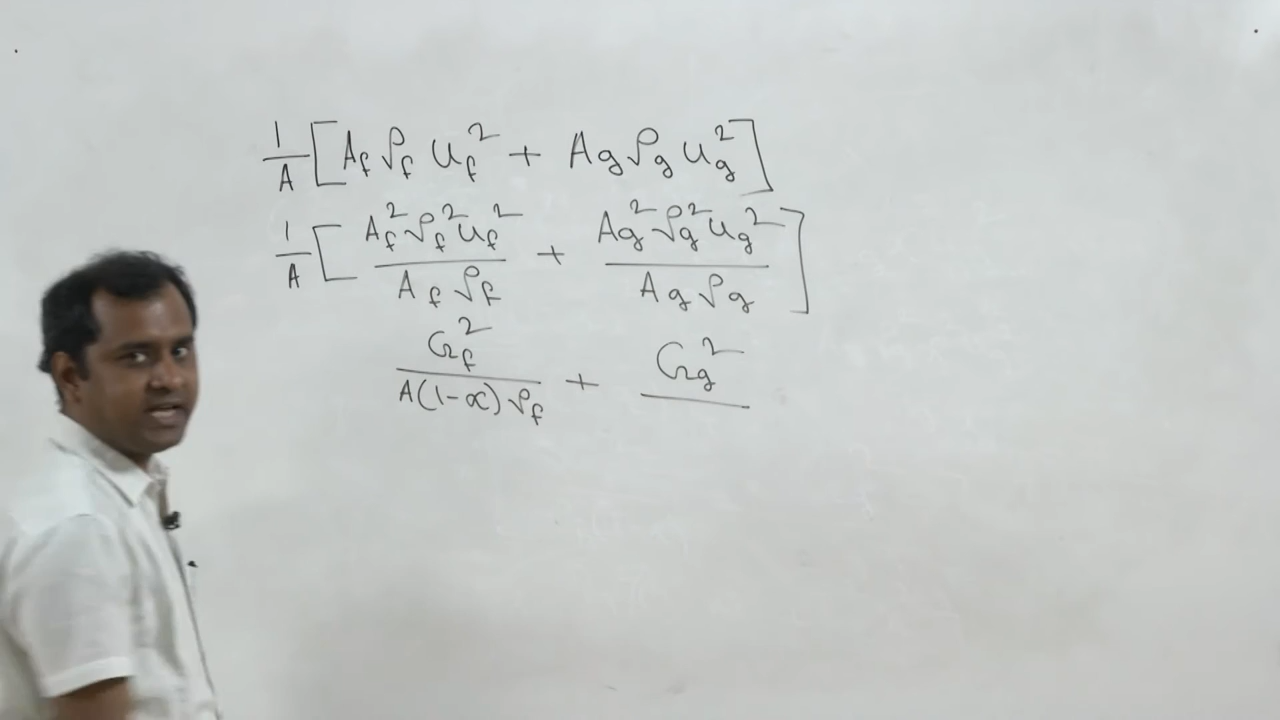 1/A [A_f ρ_f u_f^2 + A_g ρ_g u_g^2]
1/A [A_f^2 ρ_f^2 u_f^2 / A_f ρ_f + A_g^2 ρ_g^2 u_g^2 / A_g ρ_g]
G_f^2 / A(1-α) ρ_f + G_g^2 /